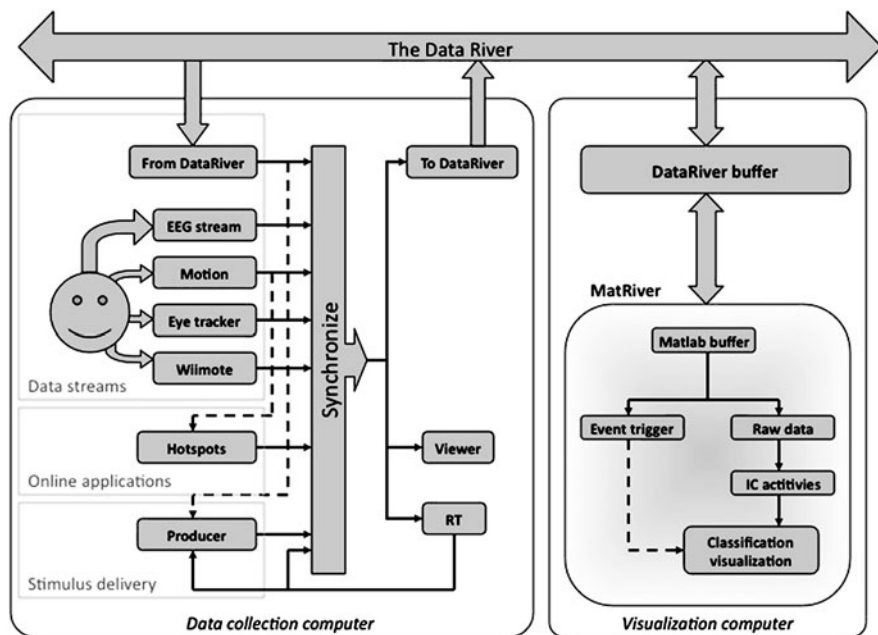 The Data River
From DataRiver
EEG stream
Motion
Eye tracker
Wiimote
Data streams
Hotspots
Online applications
Producer
Stimulus delivery
Synchronize
To DataRiver
Viewer
RT
Data collection computer
DataRiver buffer
MatRiver
Matlab buffer
Event trigger
Raw data
IC actitivies
Classification
visualization
Visualization computer